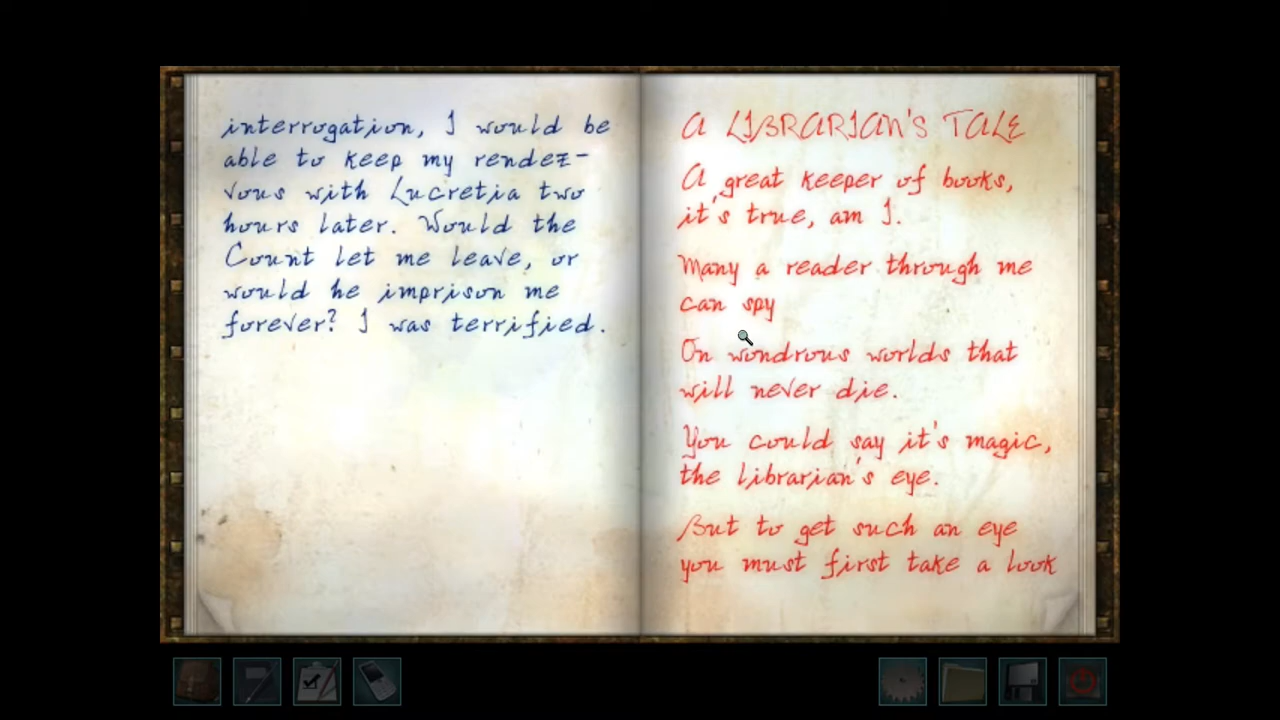 interrogation, I would be
able to keep my rendez-
vous with Lucretia two
hours later. Would the
Count let me leave, or
would he imprison me
forever? I was terrified.
A LIBRARIAN'S TALE
A great keeper of books,
it's true, am I.
Many a reader through me
can spy
On wondrous worlds that
will never die.
You could say it's magic,
the librarian's eye.
But to get such an eye
you must first take a look